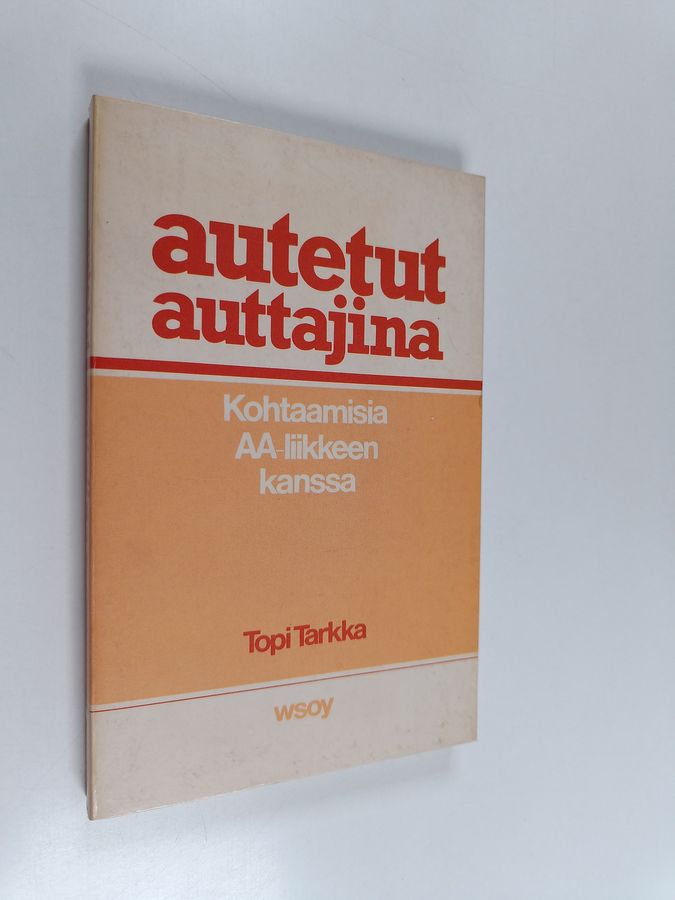 autetut
auttajina
Kohtaamisia
AA-liikkeen
kanssa
Topi Tarkka
wsoy